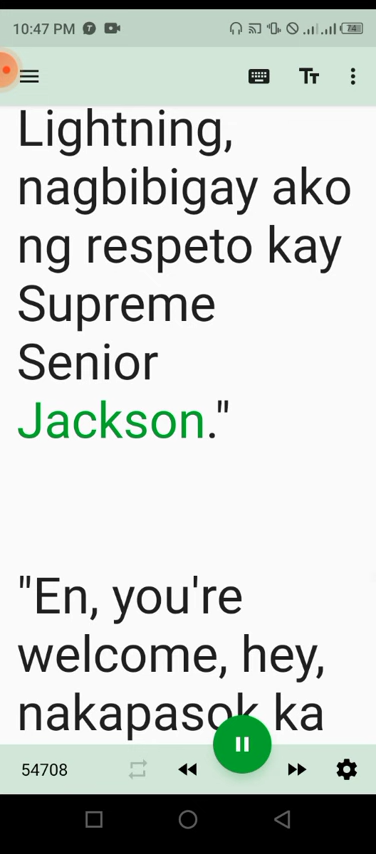 10:47 PM
74
Lightning,
nagbibigay ako
ng respeto kay
Supreme
Senior
Jackson."
"En, you're
welcome, hey,
nakapasok ka
54708